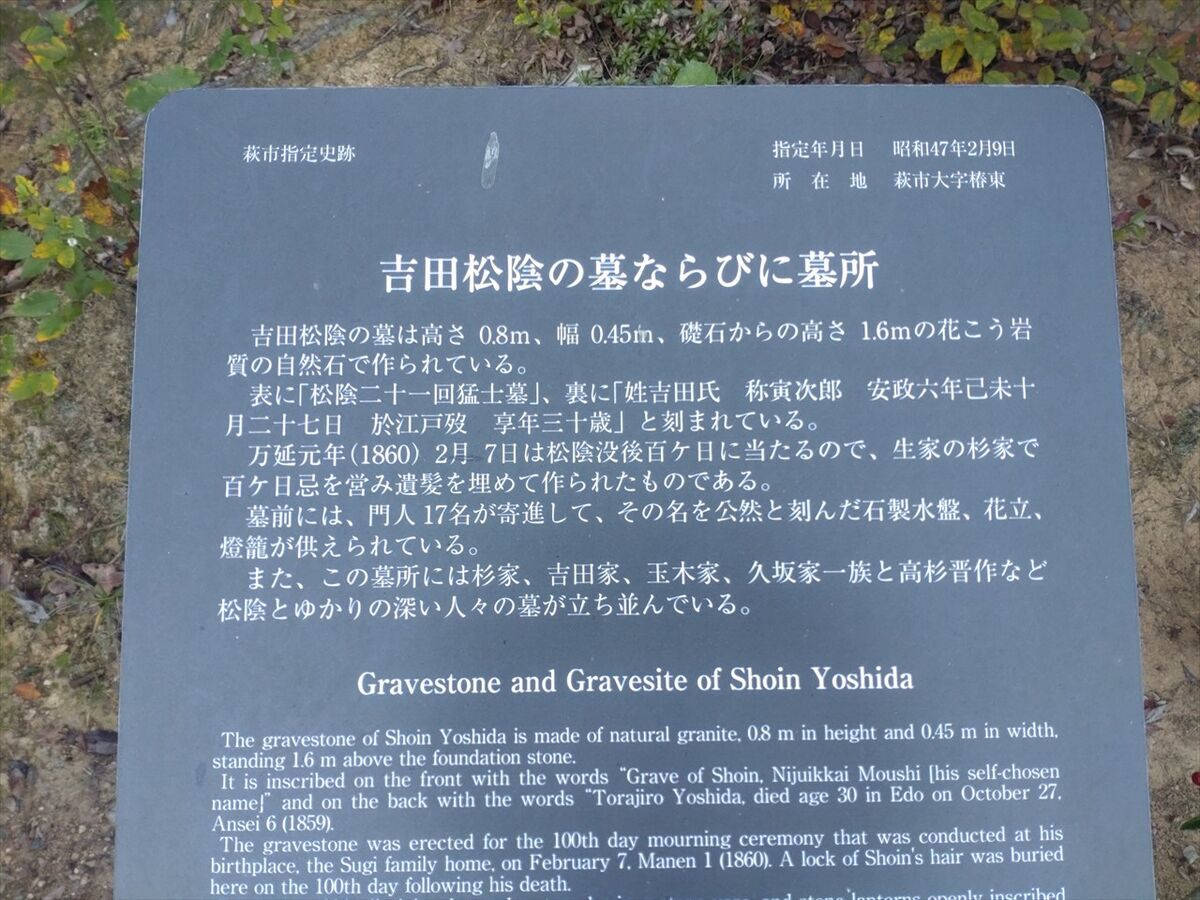 萩市指定史跡
指定年月日 昭和47年2月9日
所在地 萩市大字椿東
吉田松陰の墓ならびに墓所
吉田松陰の墓は高さ 0.8m、幅 0.45m、礎石からの高さ 1.6mの花こう岩
質の自然石で作られている。
表に「松陰二十一回猛士墓」、裏に「姓吉田氏 称寅次郎 安政六年己未十
月二十七日 於江戸歿 享年三十歳」と刻まれている。
万延元年(1860) 2月 7日は松陰没後百ケ日に当たるので、生家の杉家で
百ケ日忌を営み遺髪を埋めて作られたものである。
墓前には、門人 17名が寄進して、その名を公然と刻んだ石製水盤、花立、
燈籠が供えられている。
また、この墓所には杉家、吉田家、玉木家、久坂家一族と高杉晋作など
松陰とゆかりの深い人々の墓が立ち並んでいる。
Gravestone and Gravesite of Shoin Yoshida
The gravestone of Shoin Yoshida is made of natural granite, 0.8 m in height and 0.45 m in width,
standing 1.6 m above the foundation stone.
It is inscribed on the front with the words “Grave of Shoin, Nijuikkai Moushi [his self-chosen
name]” and on the back with the words “Torajiro Yoshida, died age 30 in Edo on October 27,
Ansei 6 (1859).
The gravestone was erected for the 100th day mourning ceremony that was conducted at his
birthplace, the Sugi family home, on February 7, Manen 1 (1860). A lock of Shoin's hair was buried
here on the 100th day following his death.
and stone lanterns openly inscribed